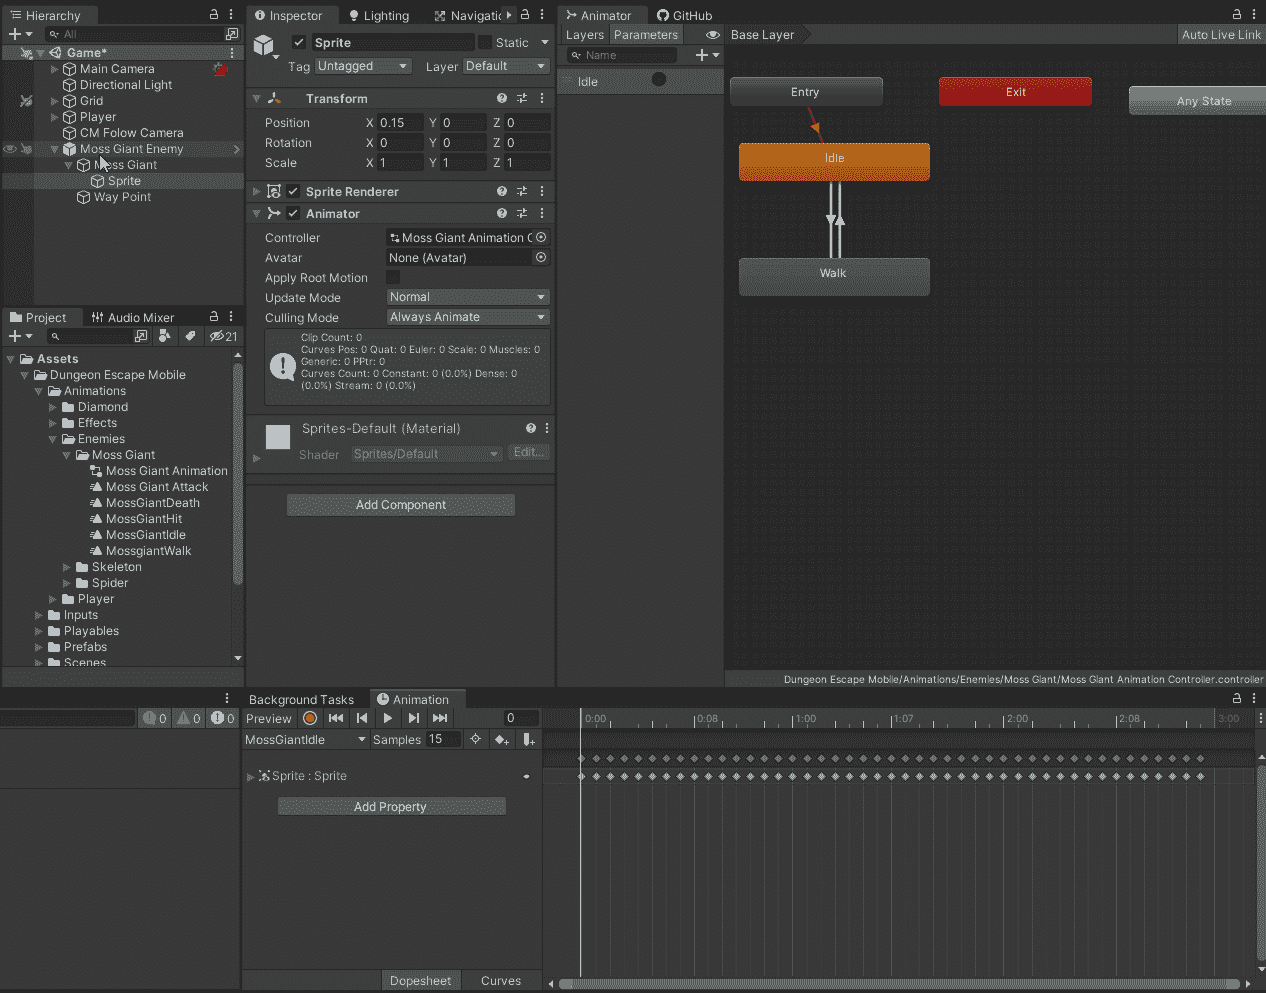 Hierarchy
All
Game*
Main Camera
Directional Light
Grid
Player
CM Folow Camera
Moss Giant Enemy
Moss Giant
Sprite
Way Point
Project
Audio Mixer
21
Assets
Dungeon Escape Mobile
Animations
Diamond
Effects
Enemies
Moss Giant
Moss Giant Animation
Moss Giant Attack
MossGiantDeath
MossGiantHit
MossGiantIdle
MossgiantWalk
Skeleton
Spider
Player
Inputs
Playables
Prefabs
Scenes
Inspector
Lighting
Navigatio
Sprite
Static
Tag Untagged Layer Default
Transform
Position X 0.15 Y 0 Z 0
Rotation X 0 Y 0 Z 0
Scale X 1 Y 1 Z 1
Sprite Renderer
Animator
Controller Moss Giant Animation C
Avatar None (Avatar)
Apply Root Motion
Update Mode Normal
Culling Mode Always Animate
Clip Count: 0
Curves Pos: 0 Quat: 0 Euler: 0 Scale: 0 Muscles: 0
Generic: 0 PPtr: 0
Curves Count: 0 Constant: 0 (0.0%) Dense: 0
(0.0%) Stream: 0 (0.0%)
Sprites-Default (Material)
Shader Sprites/Default Edit...
Add Component
Animator
GitHub
Layers Parameters Base Layer Auto Live Link
Name
Idle
Entry
Exit
Any State
Idle
Walk
Dungeon Escape Mobile/Animations/Enemies/Moss Giant/Moss Giant Animation Controller.controller
0 0 0
Background Tasks
Animation
Preview 0
0:00 0:08 1:00 1:07 2:00 2:08 3:00
MossGiantIdle Samples 15
Sprite : Sprite
Add Property
Dopesheet Curves